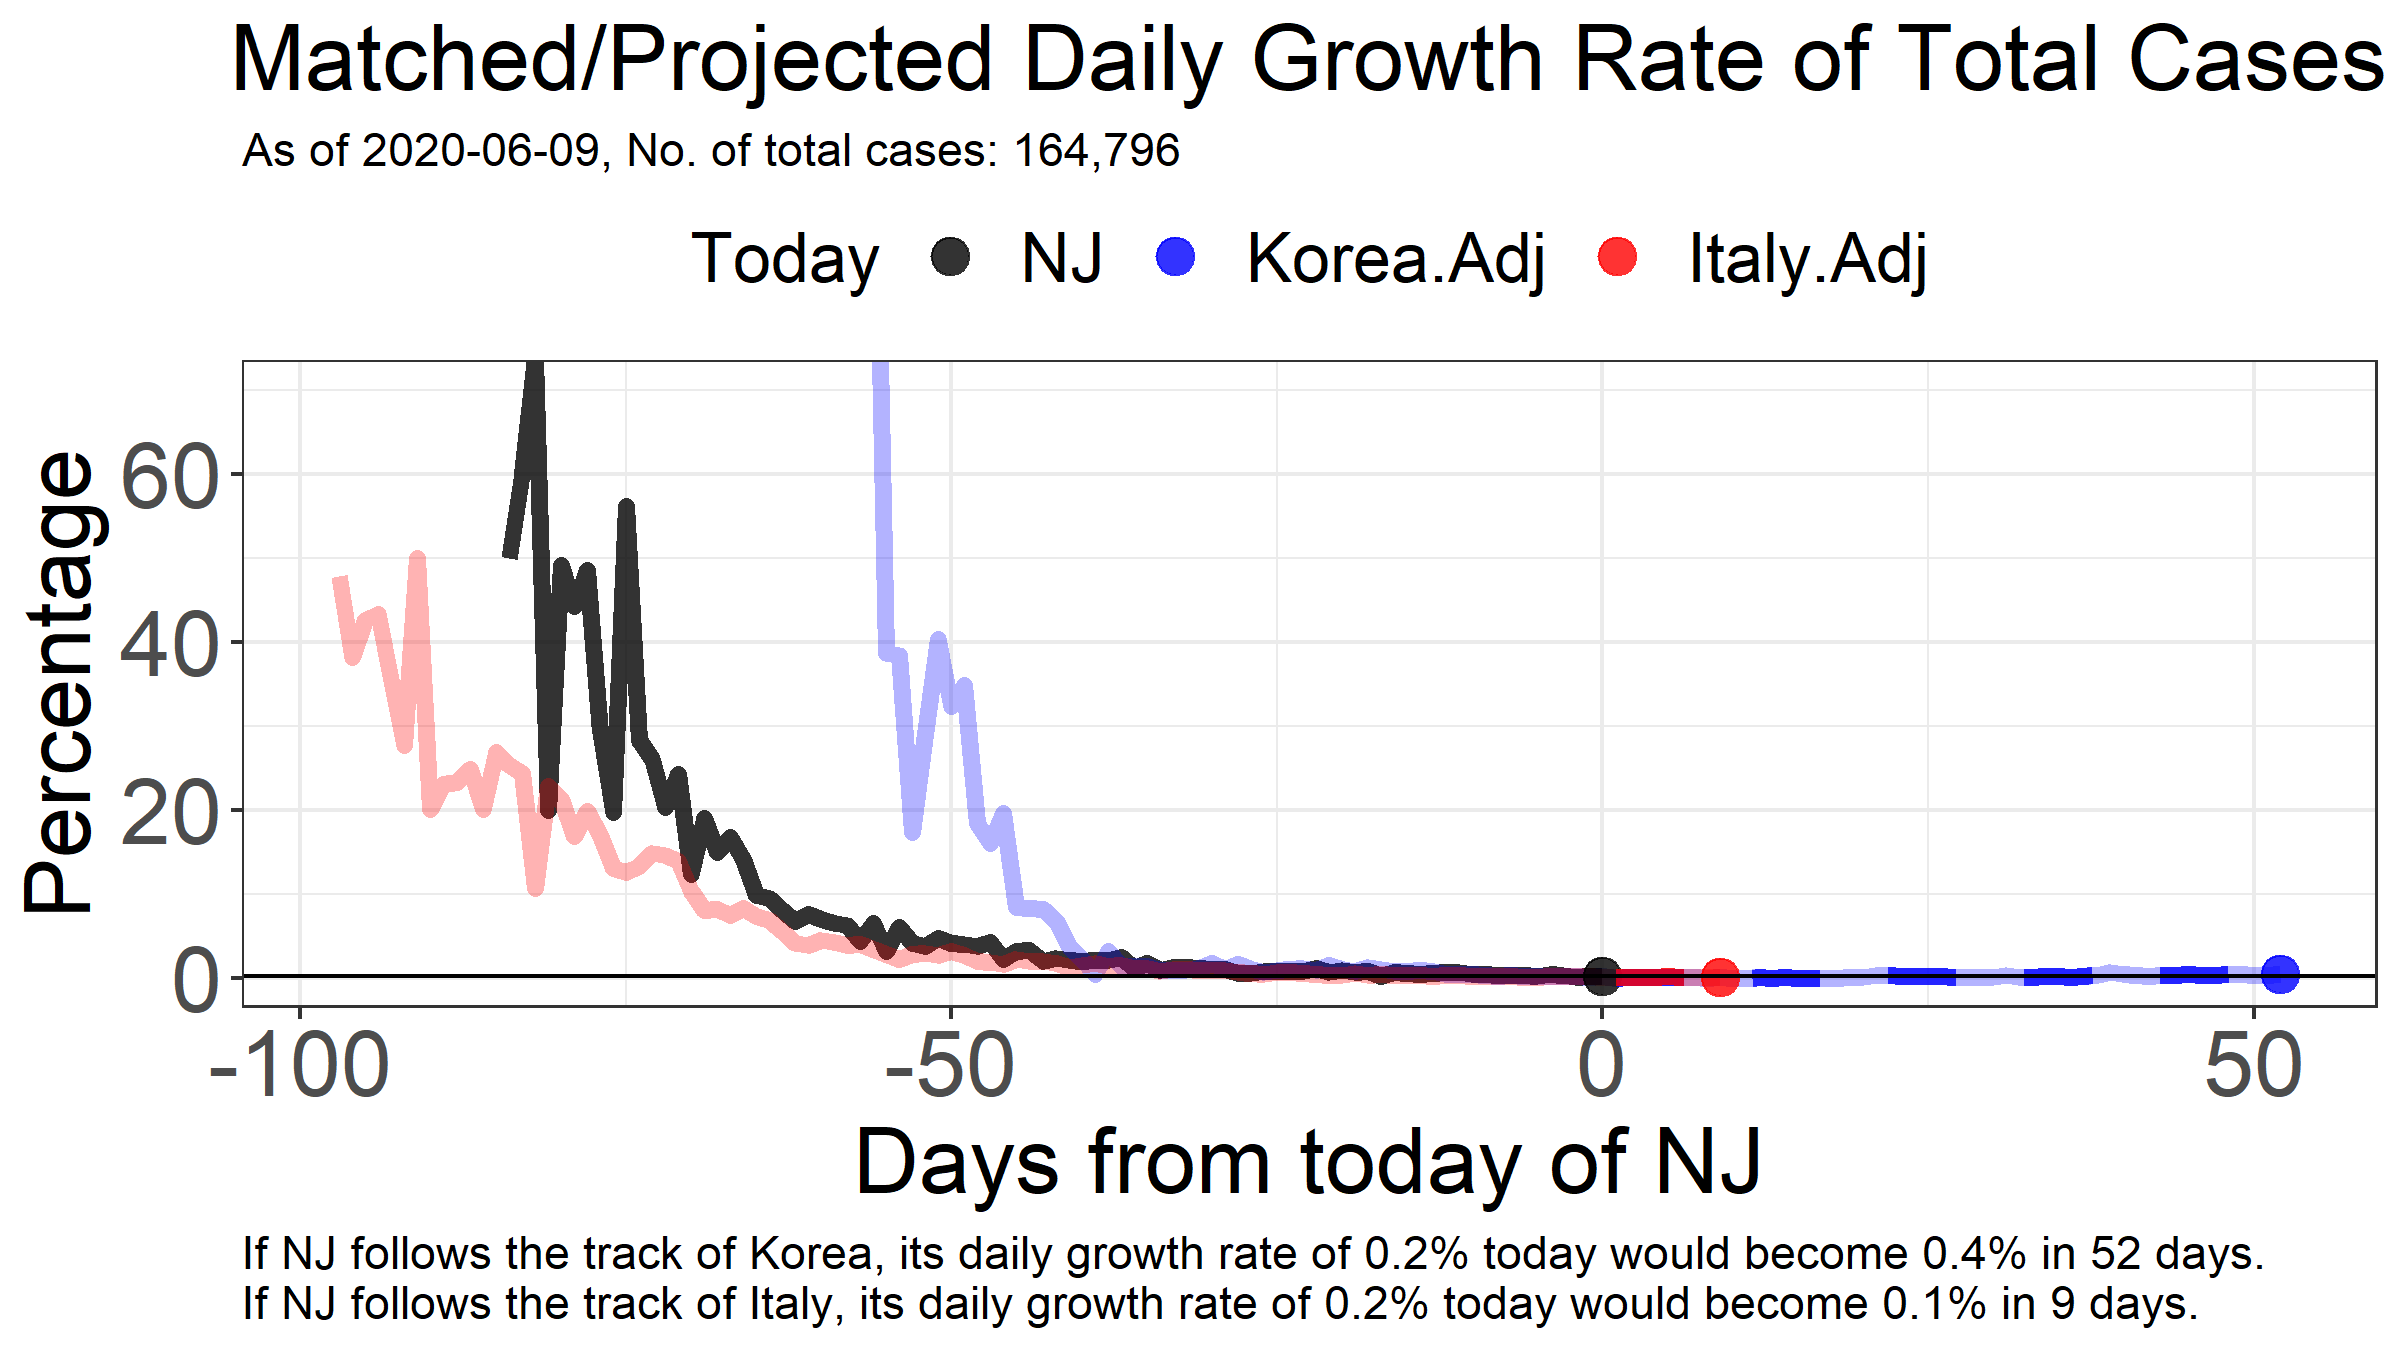 Matched/Projected Daily Growth Rate of Total Cases
As of 2020-06-09, No. of total cases: 164,796
Today NJ Korea.Adj Italy.Adj
Percentage
60
40
20
0
-100 -50 0 50
Days from today of NJ
If NJ follows the track of Korea, its daily growth rate of 0.2% today would become 0.4% in 52 days.
If NJ follows the track of Italy, its daily growth rate of 0.2% today would become 0.1% in 9 days.